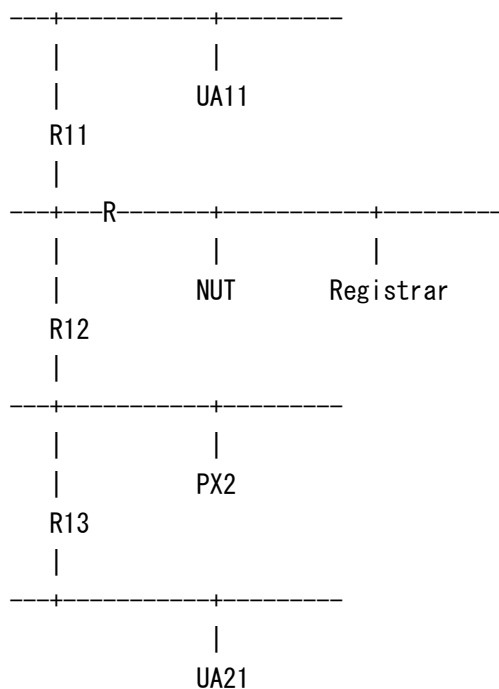 UA11
R11
R
NUT Registrar
R12
PX2
R13
UA21